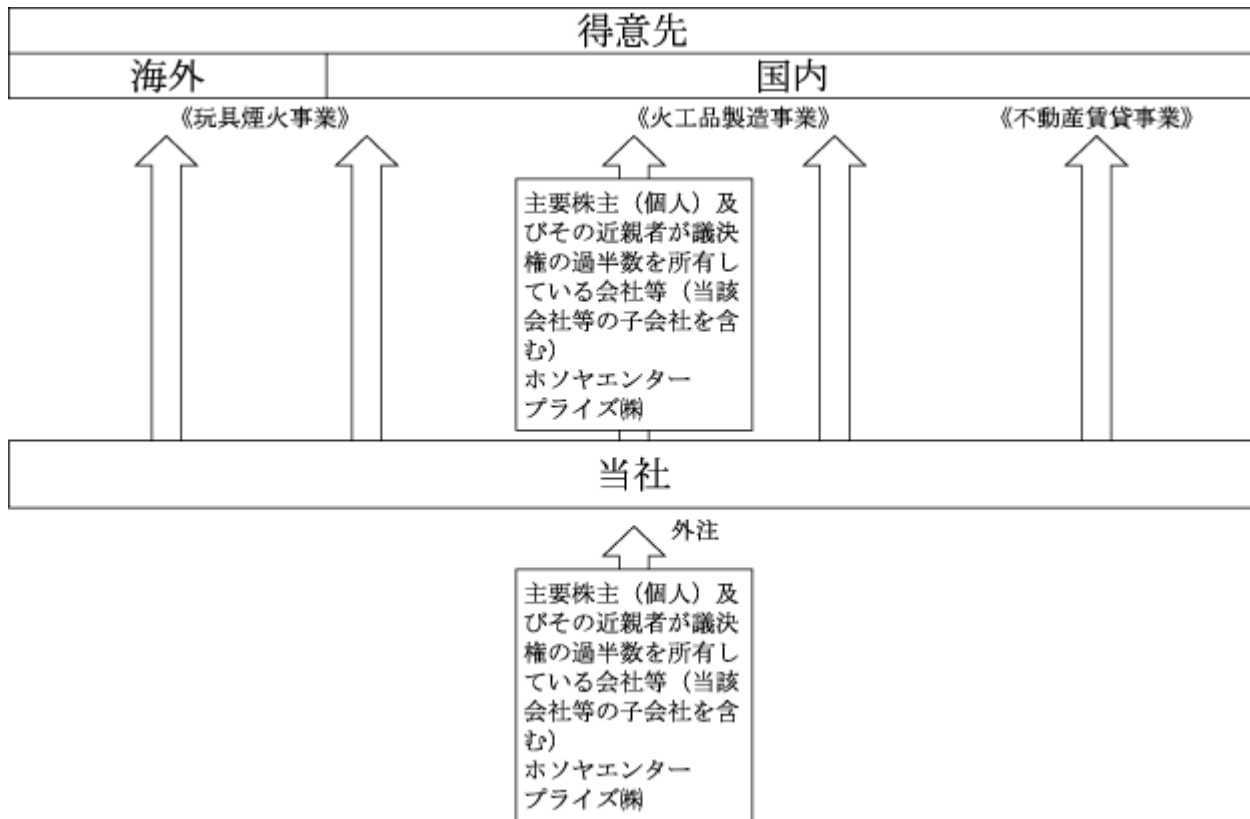 得意先
海外
国内
《玩具煙火事業》
《火工品製造事業》
《不動産賃貸事業》
主要株主（個人）及
びその近親者が議決
権の過半数を所有し
ている会社等（当該
会社等の子会社を含
む）
ホソヤエンター
プライズ㈱
当社
外注
主要株主（個人）及
びその近親者が議決
権の過半数を所有し
ている会社等（当該
会社等の子会社を含
む）
ホソヤエンター
プライズ㈱